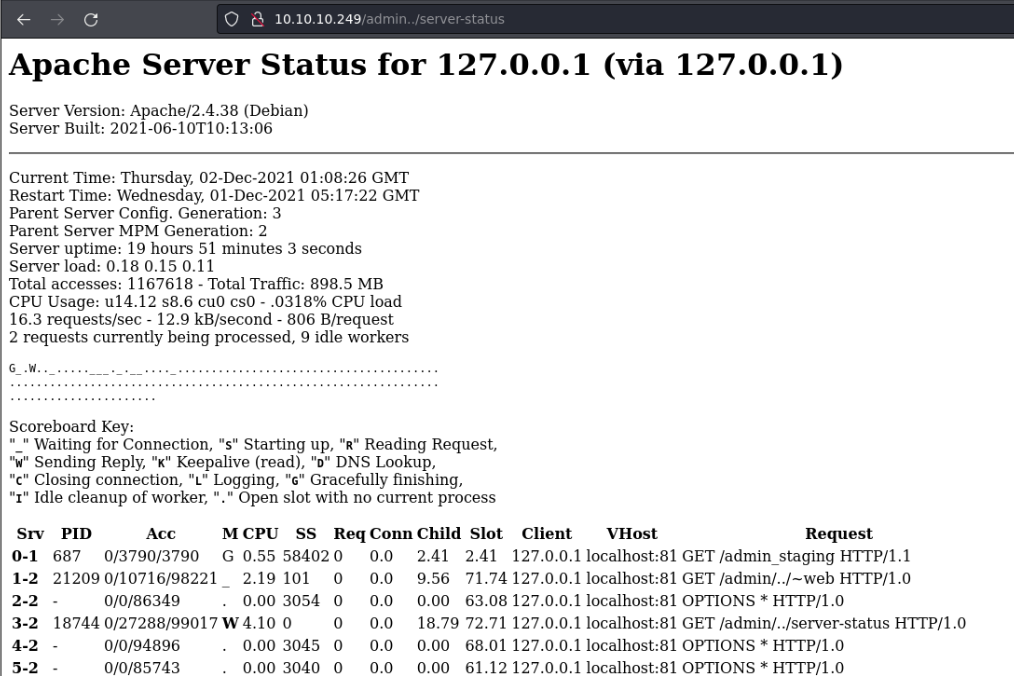 10.10.10.249/admin../server-status
Apache Server Status for 127.0.0.1 (via 127.0.0.1)
Server Version: Apache/2.4.38 (Debian)
Server Built: 2021-06-10T10:13:06
Current Time: Thursday, 02-Dec-2021 01:08:26 GMT
Restart Time: Wednesday, 01-Dec-2021 05:17:22 GMT
Parent Server Config. Generation: 3
Parent Server MPM Generation: 2
Server uptime: 19 hours 51 minutes 3 seconds
Server load: 0.18 0.15 0.11
Total accesses: 1167618 - Total Traffic: 898.5 MB
CPU Usage: u14.12 s8.6 cu0 cs0 - .0318% CPU load
16.3 requests/sec - 12.9 kB/second - 806 B/request
2 requests currently being processed, 9 idle workers
G_.W.._.....___._.__...._.......................................
................................................................
......................
Scoreboard Key:
"_" Waiting for Connection, "S" Starting up, "R" Reading Request,
"W" Sending Reply, "K" Keepalive (read), "D" DNS Lookup,
"C" Closing connection, "L" Logging, "G" Gracefully finishing,
"I" Idle cleanup of worker, "." Open slot with no current process
Srv PID Acc M CPU SS Req Conn Child Slot Client VHost Request
0-1 687 0/3790/3790 G 0.55 58402 0 0.0 2.41 2.41 127.0.0.1 localhost:81 GET /admin_staging HTTP/1.1
1-2 21209 0/10716/98221 _ 2.19 101 0 0.0 9.56 71.74 127.0.0.1 localhost:81 GET /admin/../~web HTTP/1.0
2-2 - 0/0/86349 . 0.00 3054 0 0.0 0.00 63.08 127.0.0.1 localhost:81 OPTIONS * HTTP/1.0
3-2 18744 0/27288/99017 W 4.10 0 0 0.0 18.79 72.71 127.0.0.1 localhost:81 GET /admin/../server-status HTTP/1.0
4-2 - 0/0/94896 . 0.00 3045 0 0.0 0.00 68.01 127.0.0.1 localhost:81 OPTIONS * HTTP/1.0
5-2 - 0/0/85743 . 0.00 3040 0 0.0 0.00 61.12 127.0.0.1 localhost:81 OPTIONS * HTTP/1.0